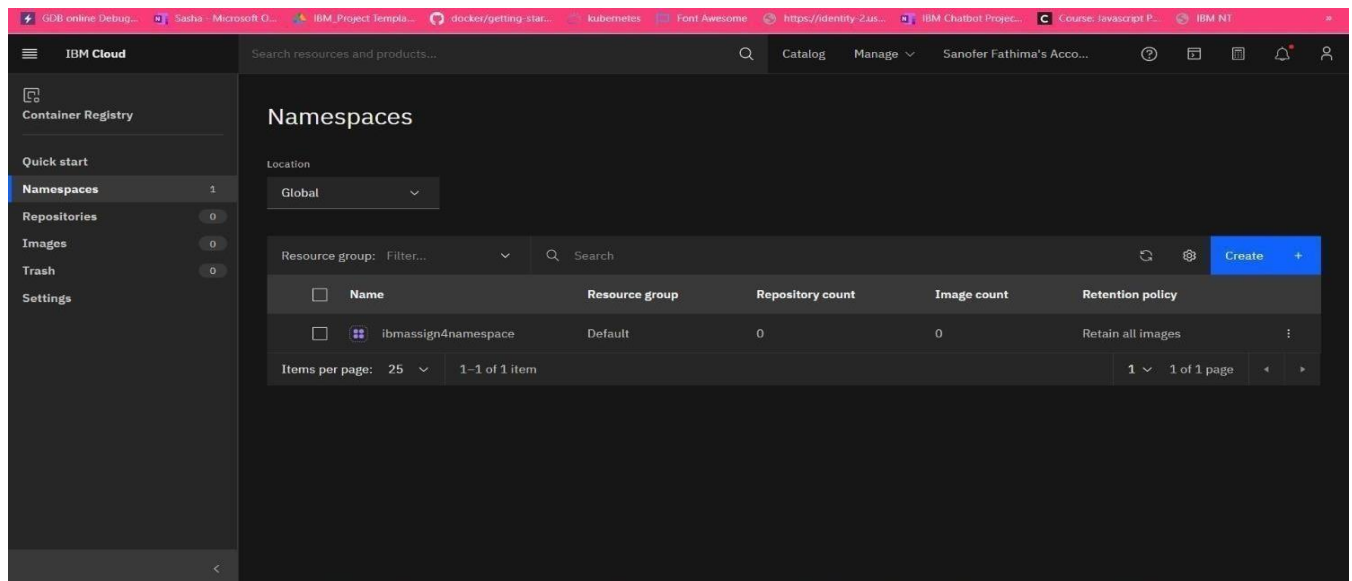 GDB online Debug... Sasha - Microsoft O... IBM_Project Templa... docker/getting-star... kubernetes Font Awesome https://identity-2.us... IBM Chatbot Projec... Course: Javascript P... IBM NT »
IBM Cloud Search resources and products... Catalog Manage Sanofer Fathima's Acco...
Container Registry
Namespaces
Quick start
Location
Namespaces 1
Global
Repositories 0
Images 0
Resource group: Filter... Search Create +
Trash 0
Settings
Name Resource group Repository count Image count Retention policy
ibmassign4namespace Default 0 0 Retain all images
Items per page: 25 1–1 of 1 item 1 1 of 1 page